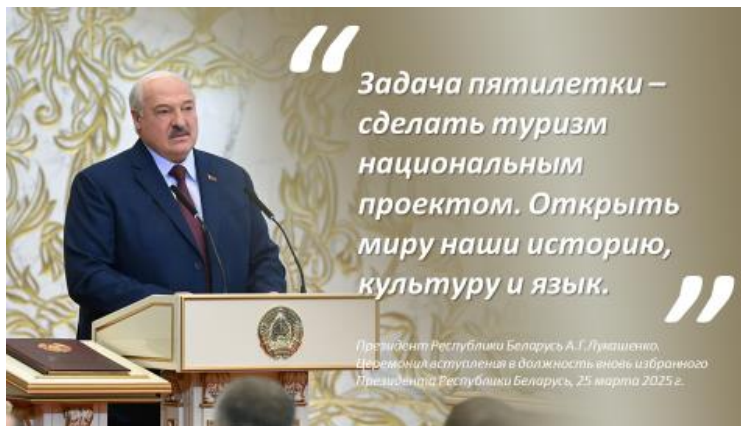 “
Задача пятилетки –
сделать туризм
национальным
проектом. Открыть
миру наши историю,
культуру и язык.
”
Президент Республики Беларусь А.Г.Лукашенко.
Церемония вступления в должность вновь избранного
Президента Республики Беларусь, 25 марта 2025 г.